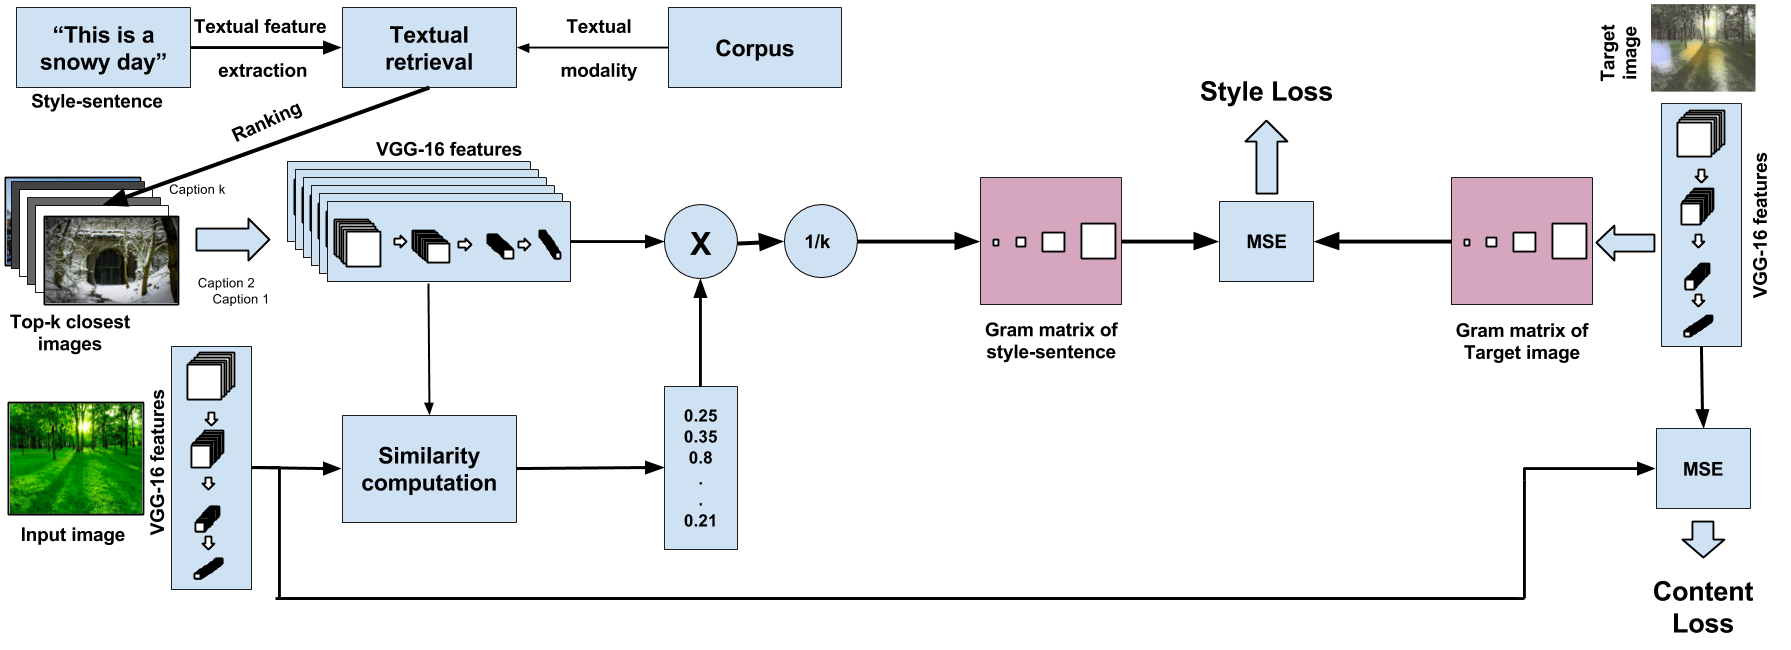 “This is a
snowy day”
Style-sentence
Textual feature
extraction
Textual
retrieval
Textual
modality
Corpus
Ranking
Caption k
Caption 2
Caption 1
Top-k closest
images
VGG-16 features
X
1/k
Gram matrix of
style-sentence
Style Loss
MSE
Gram matrix of
Target image
Target
image
VGG-16 features
Input image
VGG-16 features
Similarity
computation
0.25
0.35
0.8
.
.
0.21
MSE
Content
Loss